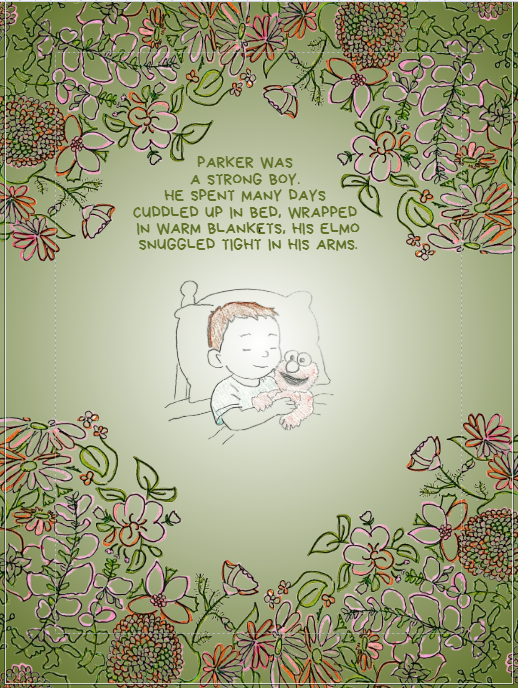 PARKER WAS
A STRONG BOY.
HE SPENT MANY DAYS
CUDDLED UP IN BED, WRAPPED
IN WARM BLANKETS, HIS ELMO
SNUGGLED TIGHT IN HIS ARMS.